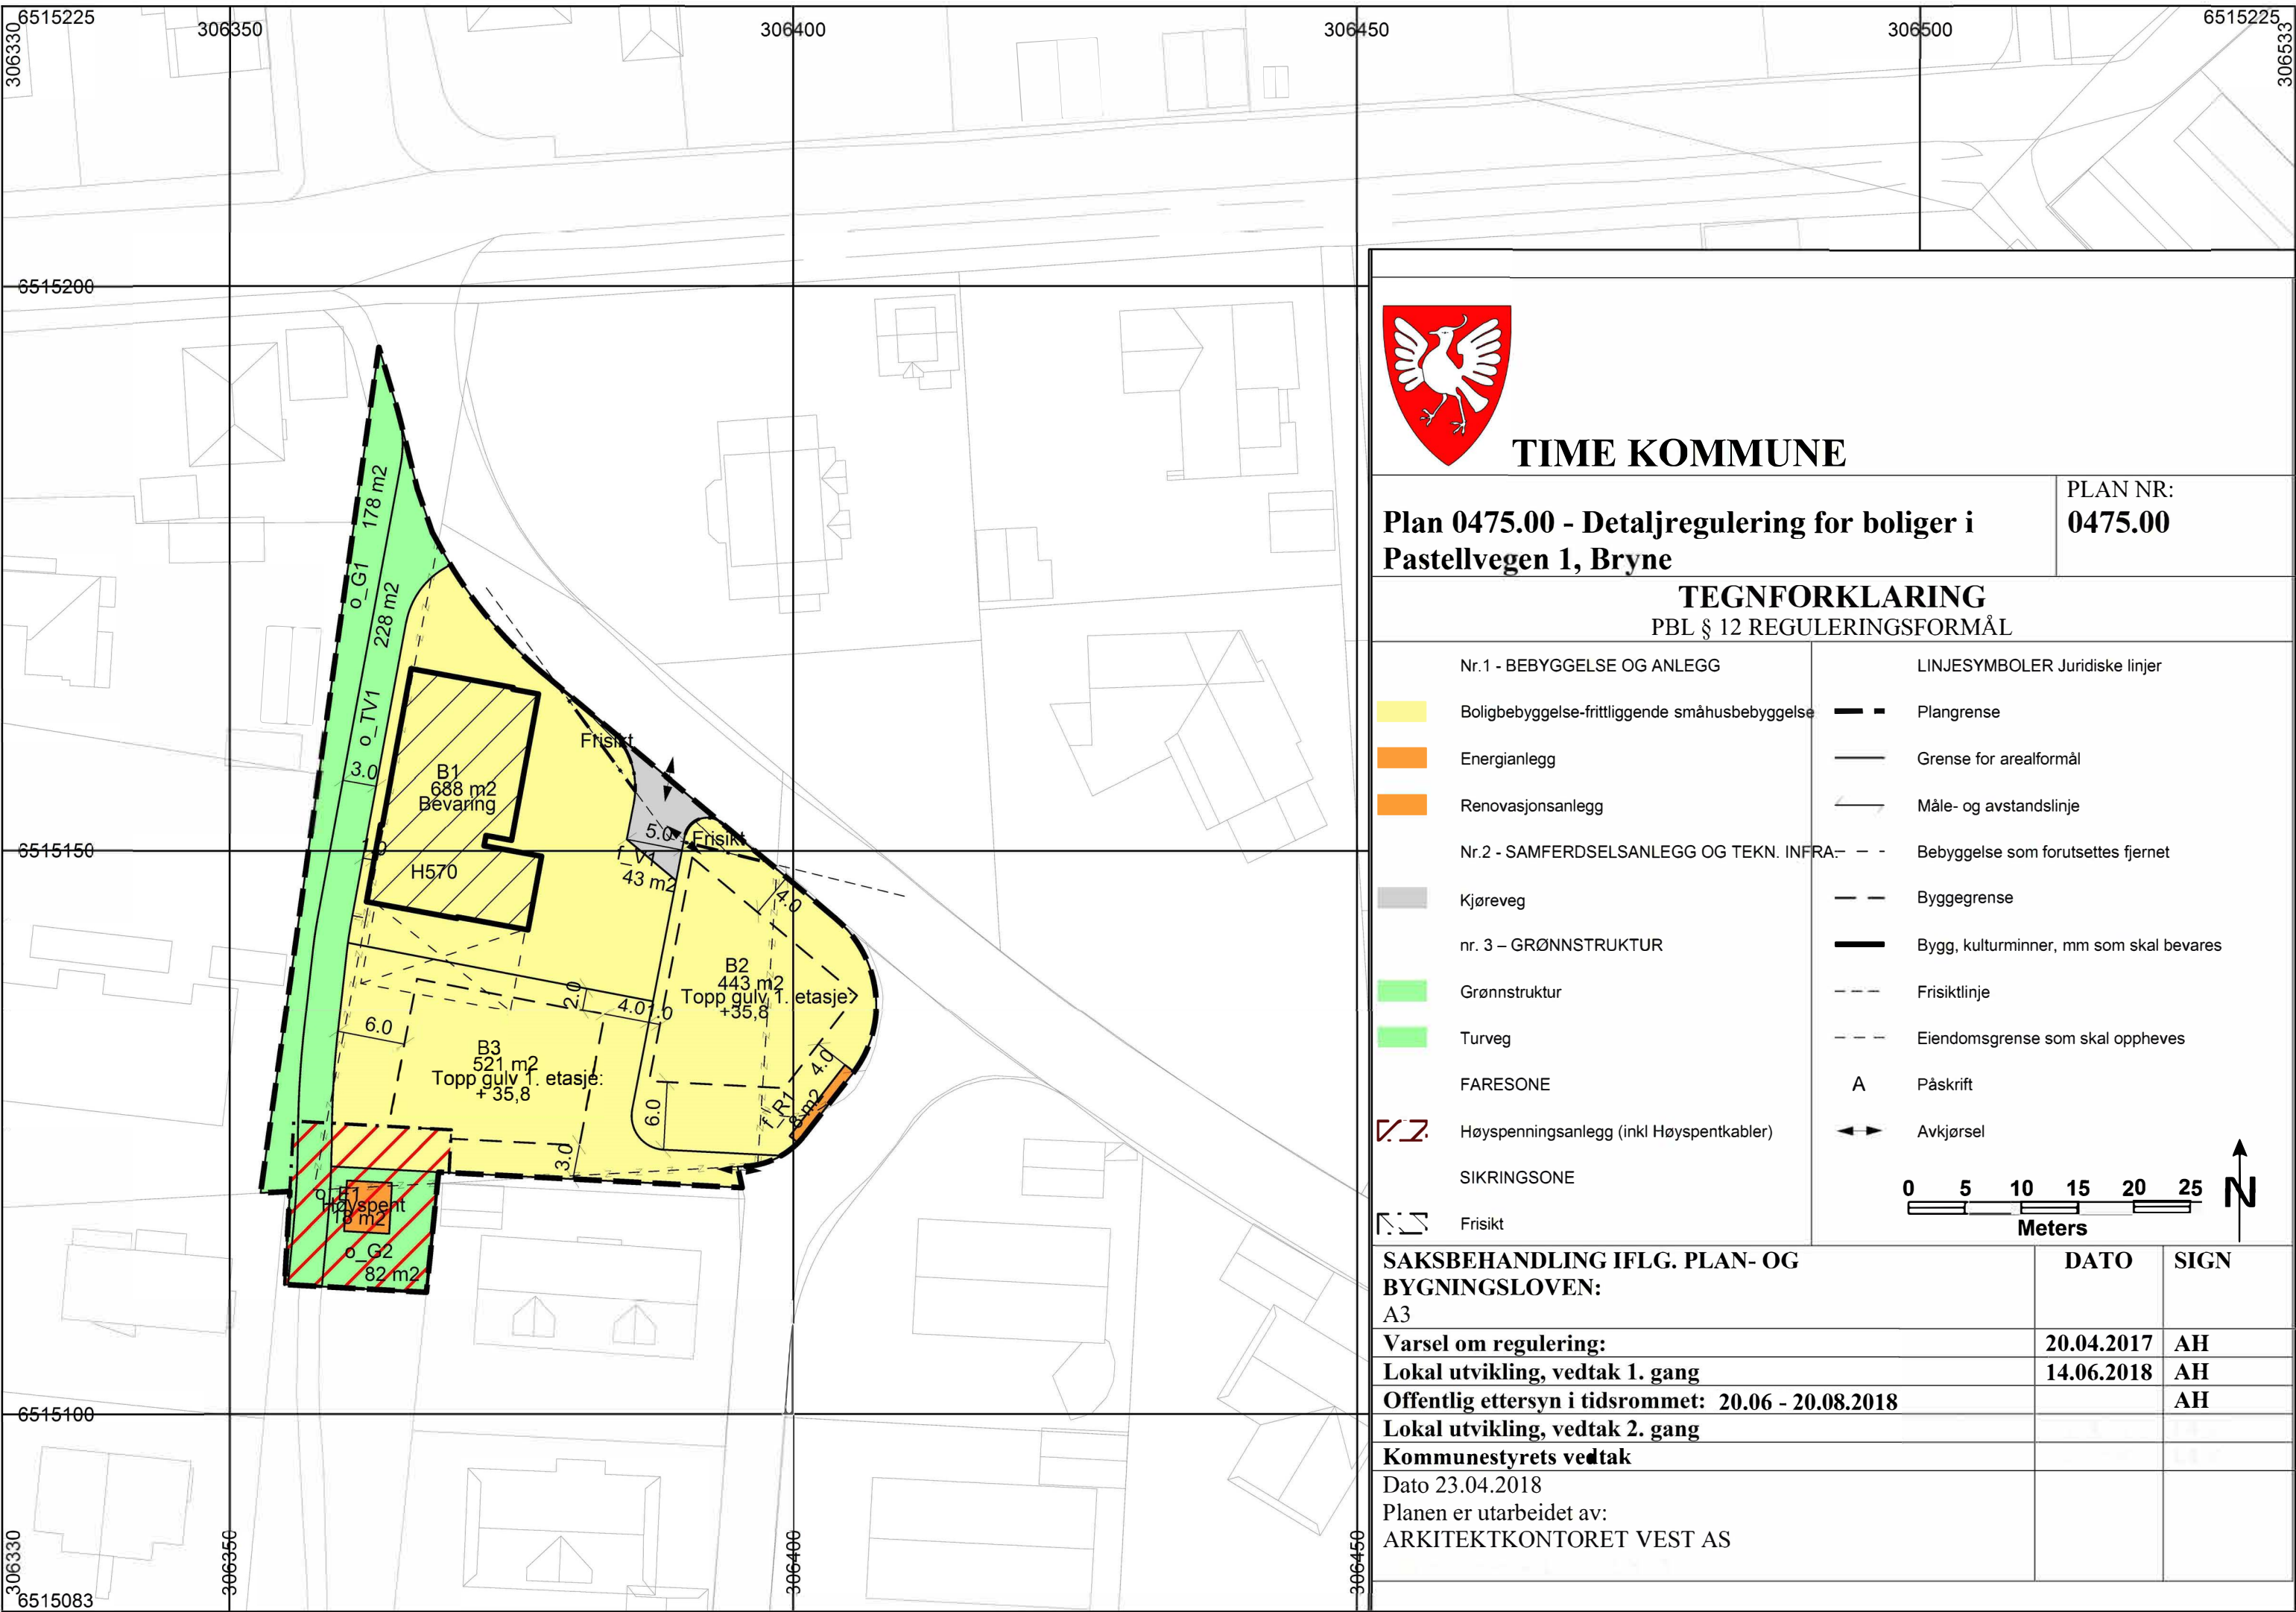 6515225
306330
306350
306400
306450
306500
6515225
306533
6515200
178 m2
o_G1
228 m2
o_TV1
3.0
Frisikt
B1
688 m2
Bevaring
1.0
H570
5.0
Frisikt
f_V1
43 m2
6515150
4.0
B2
443 m2
Topp gulv 1. etasje:
+35,8
2.0
4.0
1.0
6.0
B3
521 m2
Topp gulv 1. etasje:
+ 35,8
4.0
6.0
f_R1
8 m2
3.0
o_E1
Høyspent
18 m2
o_G2
82 m2
6515100
306330
306350
306400
306450
6515083
TIME KOMMUNE
Plan 0475.00 - Detaljregulering for boliger i
Pastellvegen 1, Bryne
PLAN NR:
0475.00
TEGNFORKLARING
PBL § 12 REGULERINGSFORMÅL
Nr.1 - BEBYGGELSE OG ANLEGG
Boligbebyggelse-frittliggende småhusbebyggelse
Energianlegg
Renovasjonsanlegg
Nr.2 - SAMFERDSELSANLEGG OG TEKN. INFRA.
Kjøreveg
nr. 3 – GRØNNSTRUKTUR
Grønnstruktur
Turveg
FARESONE
Høyspenningsanlegg (inkl Høyspentkabler)
SIKRINGSONE
Frisikt
LINJESYMBOLER Juridiske linjer
Plangrense
Grense for arealformål
Måle- og avstandslinje
Bebyggelse som forutsettes fjernet
Byggegrense
Bygg, kulturminner, mm som skal bevares
Frisiktlinje
Eiendomsgrense som skal oppheves
A Påskrift
Avkjørsel
0 5 10 15 20 25
Meters
N
SAKSBEHANDLING IFLG. PLAN- OG
BYGNINGSLOVEN:
A3
DATO SIGN
Varsel om regulering: 20.04.2017 AH
Lokal utvikling, vedtak 1. gang 14.06.2018 AH
Offentlig ettersyn i tidsrommet: 20.06 - 20.08.2018 AH
Lokal utvikling, vedtak 2. gang
Kommunestyrets vedtak
Dato 23.04.2018
Planen er utarbeidet av:
ARKITEKTKONTORET VEST AS